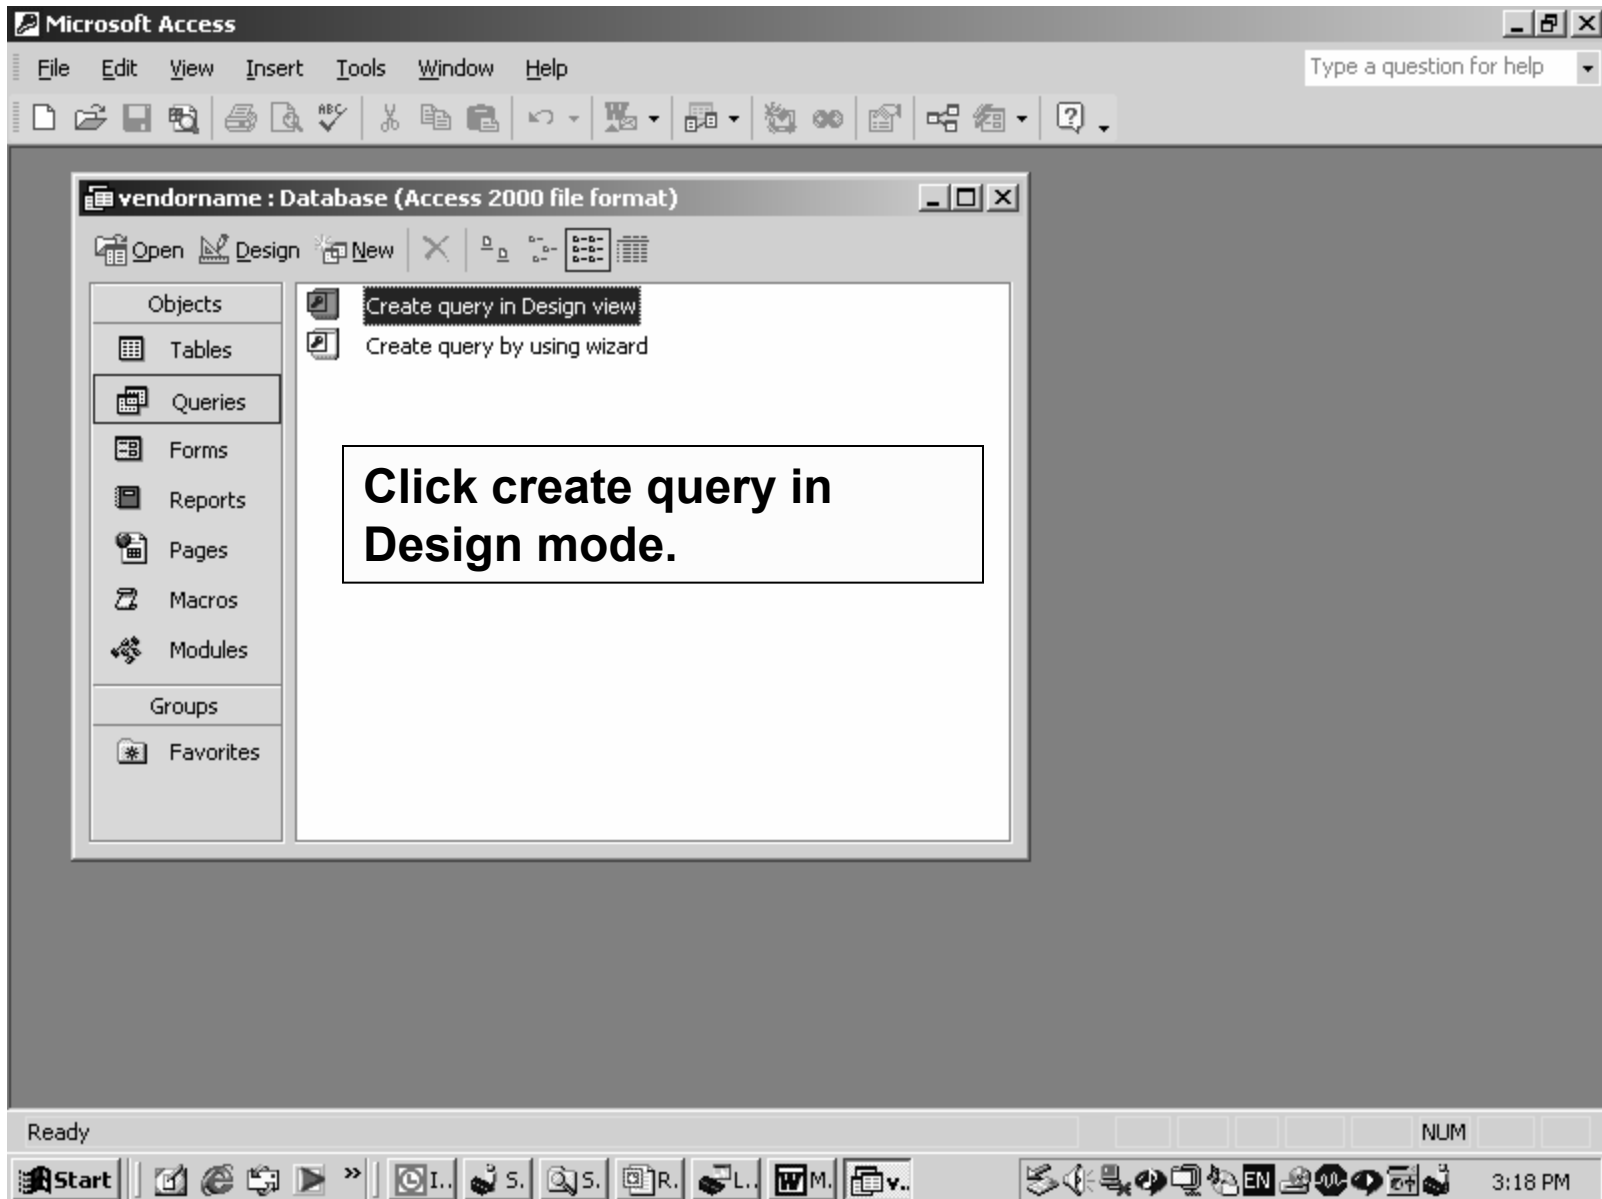 Microsoft Access
File Edit View Insert Tools Window Help
Type a question for help
ABC
vendorname : Database (Access 2000 file format)
Open Design New
Objects
Create query in Design view
Create query by using wizard
Tables
Queries
Forms
Reports
Pages
Macros
Modules
Groups
Favorites
Click create query in
Design mode.
Ready
NUM
Start » I.. S. S. R. L.. M. v.. EN 3:18 PM